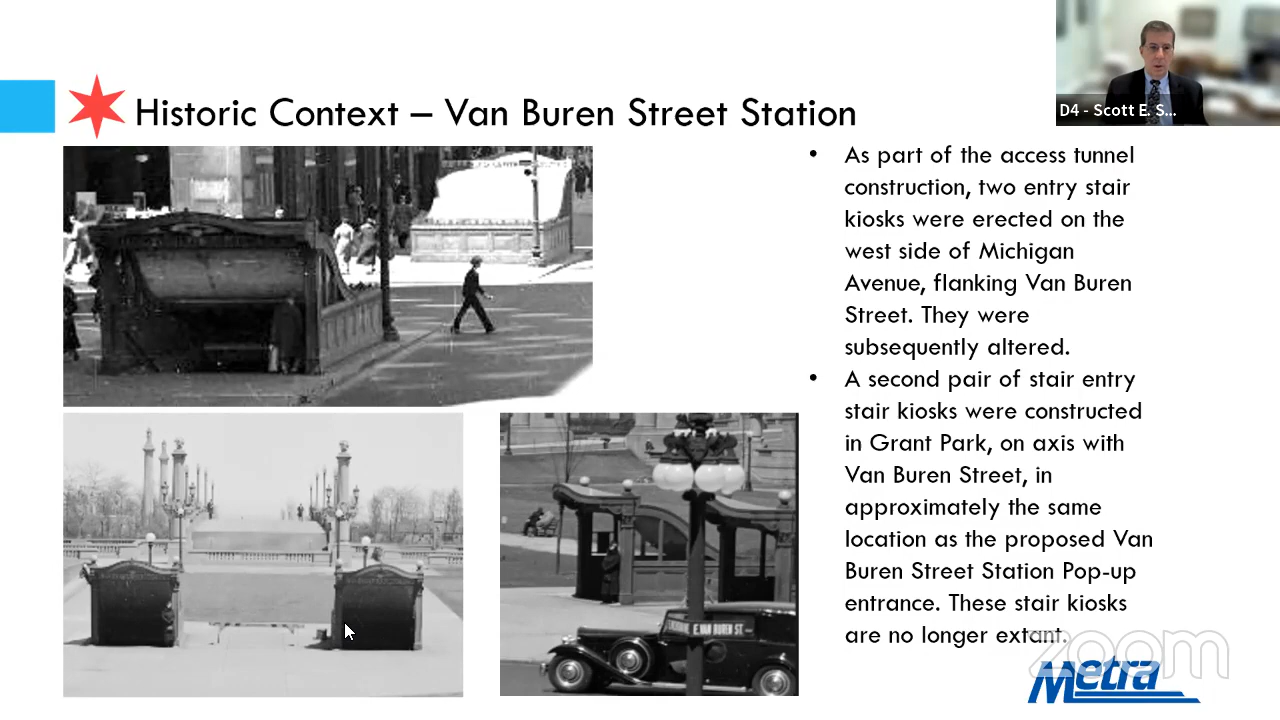 D4 - Scott E. S...
Historic Context – Van Buren Street Station
• As part of the access tunnel
construction, two entry stair
kiosks were erected on the
west side of Michigan
Avenue, flanking Van Buren
Street. They were
subsequently altered.
• A second pair of stair entry
stair kiosks were constructed
in Grant Park, on axis with
Van Buren Street, in
approximately the same
location as the proposed Van
Buren Street Station Pop-up
entrance. These stair kiosks
are no longer extant.
E. VAN BUREN ST.
zoom
Metra